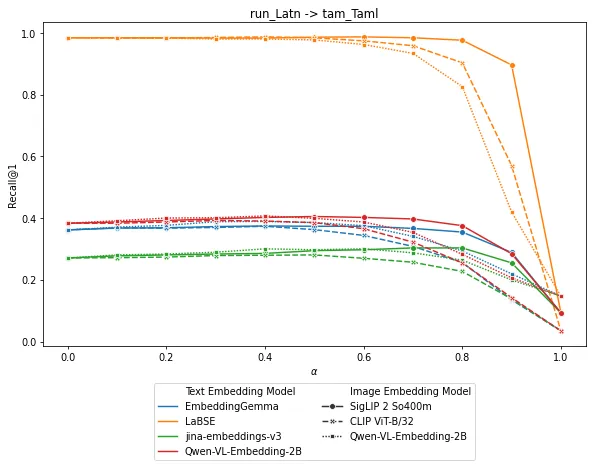 run_Latn -> tam_Taml
Recall@1
1.0
0.8
0.6
0.4
0.2
0.0
0.0 0.2 0.4 0.6 0.8 1.0
α
Text Embedding Model
EmbeddingGemma
LaBSE
jina-embeddings-v3
Qwen-VL-Embedding-2B
Image Embedding Model
SigLIP 2 So400m
CLIP ViT-B/32
Qwen-VL-Embedding-2B